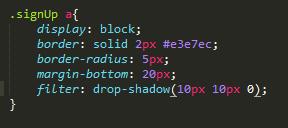 .signUp a{
display: block;
border: solid 2px #e3e7ec;
border-radius: 5px;
margin-bottom: 20px;
filter: drop-shadow(10px 10px 0);
}